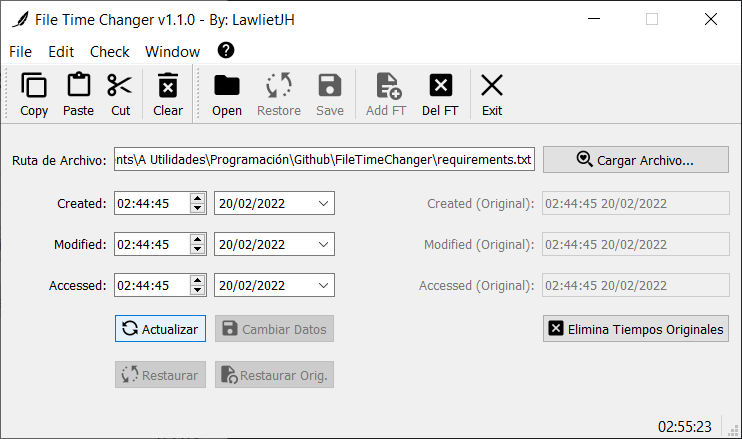 File Time Changer v1.1.0 - By: LawlietJH
File Edit Check Window ?
Copy Paste Cut Clear Open Restore Save Add FT Del FT Exit
Ruta de Archivo: ents\A Utilidades\Programación\Github\FileTimeChanger\requirements.txt Cargar Archivo...
Created: 02:44:45 20/02/2022 Created (Original): 02:44:45 20/02/2022
Modified: 02:44:45 20/02/2022 Modified (Original): 02:44:45 20/02/2022
Accessed: 02:44:45 20/02/2022 Accessed (Original): 02:44:45 20/02/2022
Actualizar Cambiar Datos Elimina Tiempos Originales
Restaurar Restaurar Orig.
02:55:23